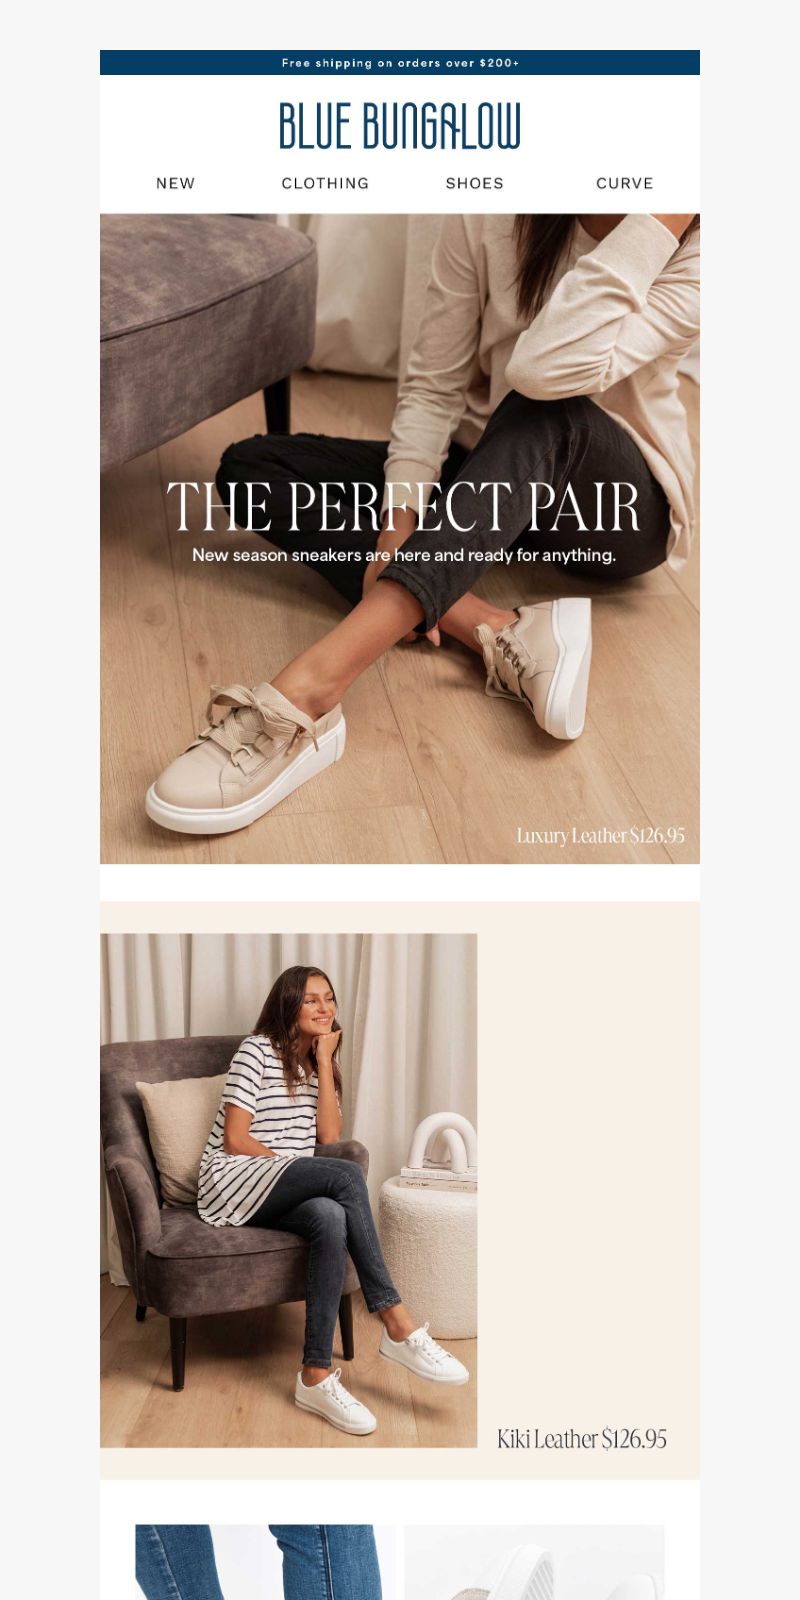 Free shipping on orders over $200+
BLUE BUNGALOW
NEW CLOTHING SHOES CURVE
THE PERFECT PAIR
New season sneakers are here and ready for anything.
Luxury Leather $126.95
Kiki Leather $126.95